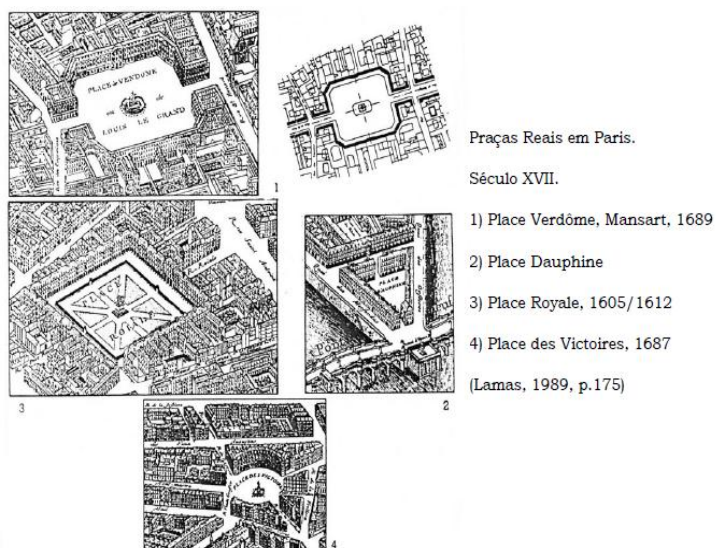 PLACE de VENDOME
ou de
LOUIS LE GRAND
1
Praças Reais em Paris.
Século XVII.
1) Place Verdôme, Mansart, 1689
2) Place Dauphine
3) Place Royale, 1605/1612
4) Place des Victoires, 1687
(Lamas, 1989, p.175)
PLACE
DAUPHINE
3
2
PLACE DES VICTOIRES
4